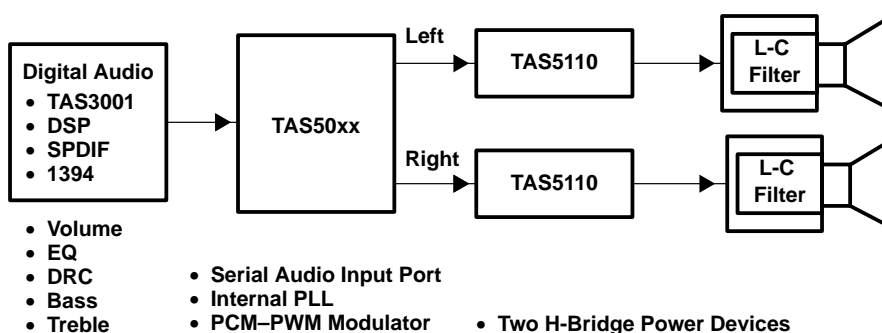 Digital Audio
• TAS3001
• DSP
• SPDIF
• 1394
TAS50xx
Left
TAS5110
L-C
Filter
Right
TAS5110
L-C
Filter
• Volume
• EQ
• DRC
• Bass
• Treble
• Serial Audio Input Port
• Internal PLL
• PCM–PWM Modulator
• Two H-Bridge Power Devices